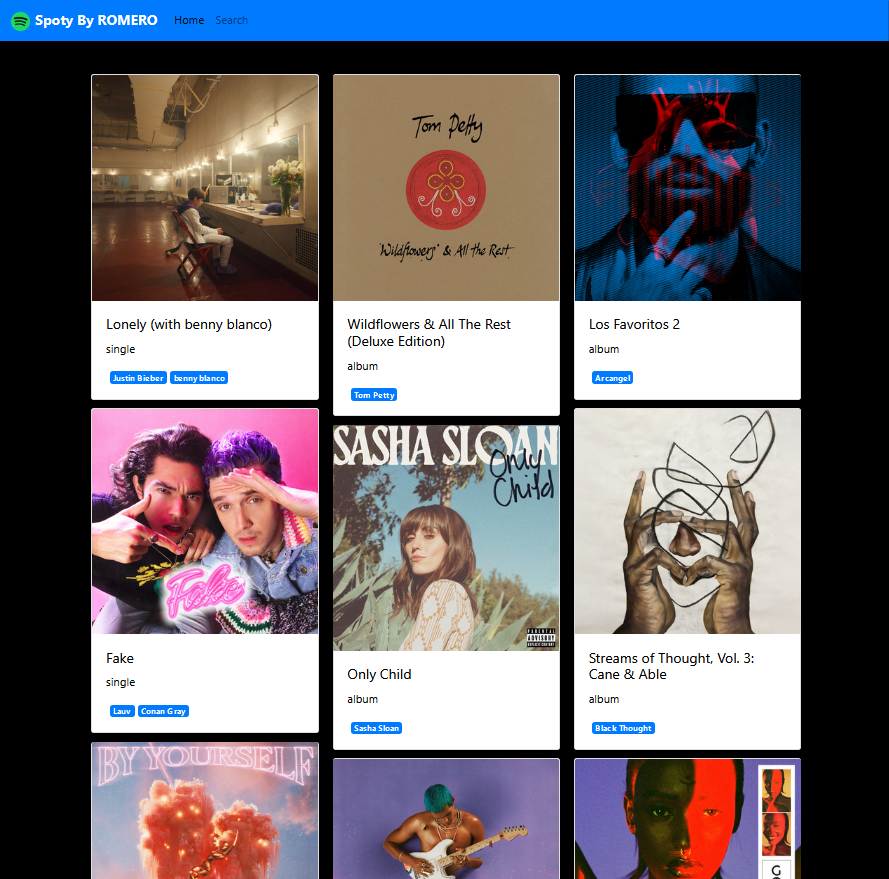 Spoty By ROMERO
Home
Search
Tom Petty
"Wildflowers" & All the Rest
Lonely (with benny blanco)
single
Justin Bieber
benny blanco
Wildflowers & All The Rest
(Deluxe Edition)
album
Tom Petty
Los Favoritos 2
album
Arcangel
Fake
Fake
single
Lauv
Conan Gray
SASHA SLOAN
Only
Child
PARENTAL
ADVISORY
EXPLICIT CONTENT
Only Child
album
Sasha Sloan
Streams of Thought, Vol. 3:
Cane & Able
album
Black Thought
BY YOURSELF